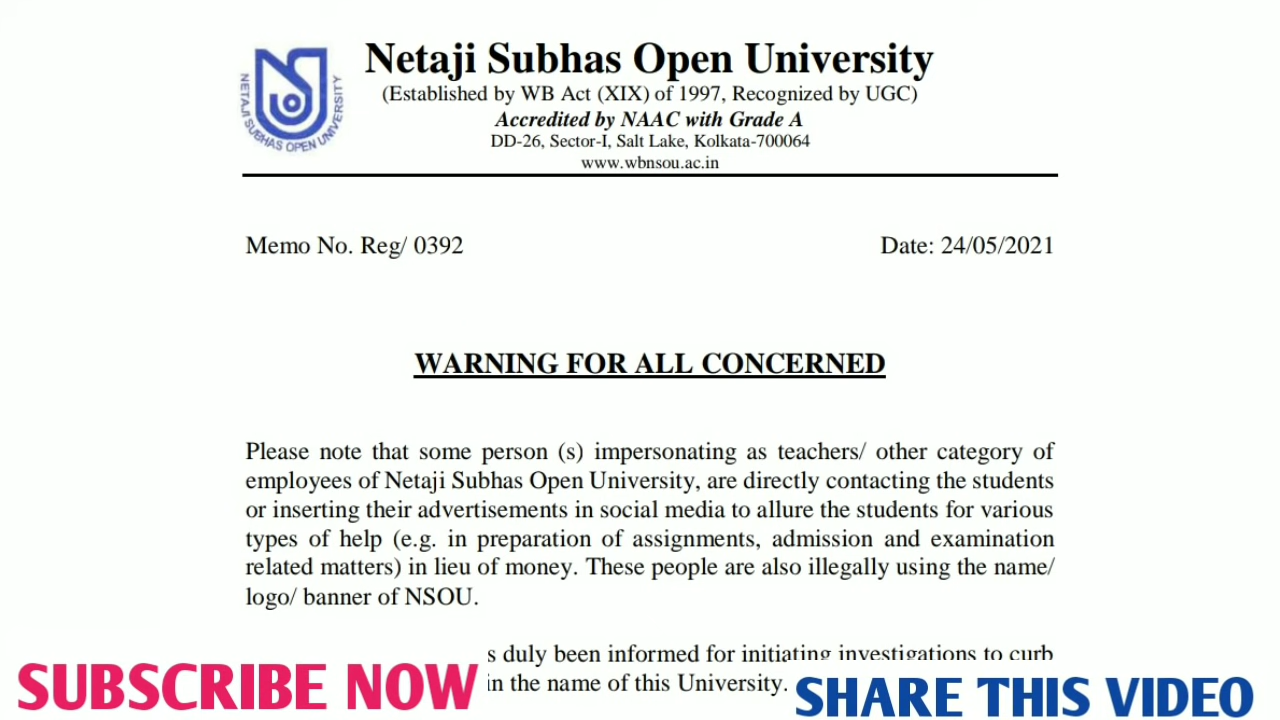 Netaji Subhas Open University
(Established by WB Act (XIX) of 1997, Recognized by UGC)
Accredited by NAAC with Grade A
DD-26, Sector-I, Salt Lake, Kolkata-700064
www.wbnsou.ac.in
NETAJI SUBHAS OPEN UNIVERSITY
Memo No. Reg/ 0392 Date: 24/05/2021
WARNING FOR ALL CONCERNED
Please note that some person (s) impersonating as teachers/ other category of
employees of Netaji Subhas Open University, are directly contacting the students
or inserting their advertisements in social media to allure the students for various
types of help (e.g. in preparation of assignments, admission and examination
related matters) in lieu of money. These people are also illegally using the name/
logo/ banner of NSOU.
s duly been informed for initiating investigations to curb
in the name of this University.
SUBSCRIBE NOW
SHARE THIS VIDEO